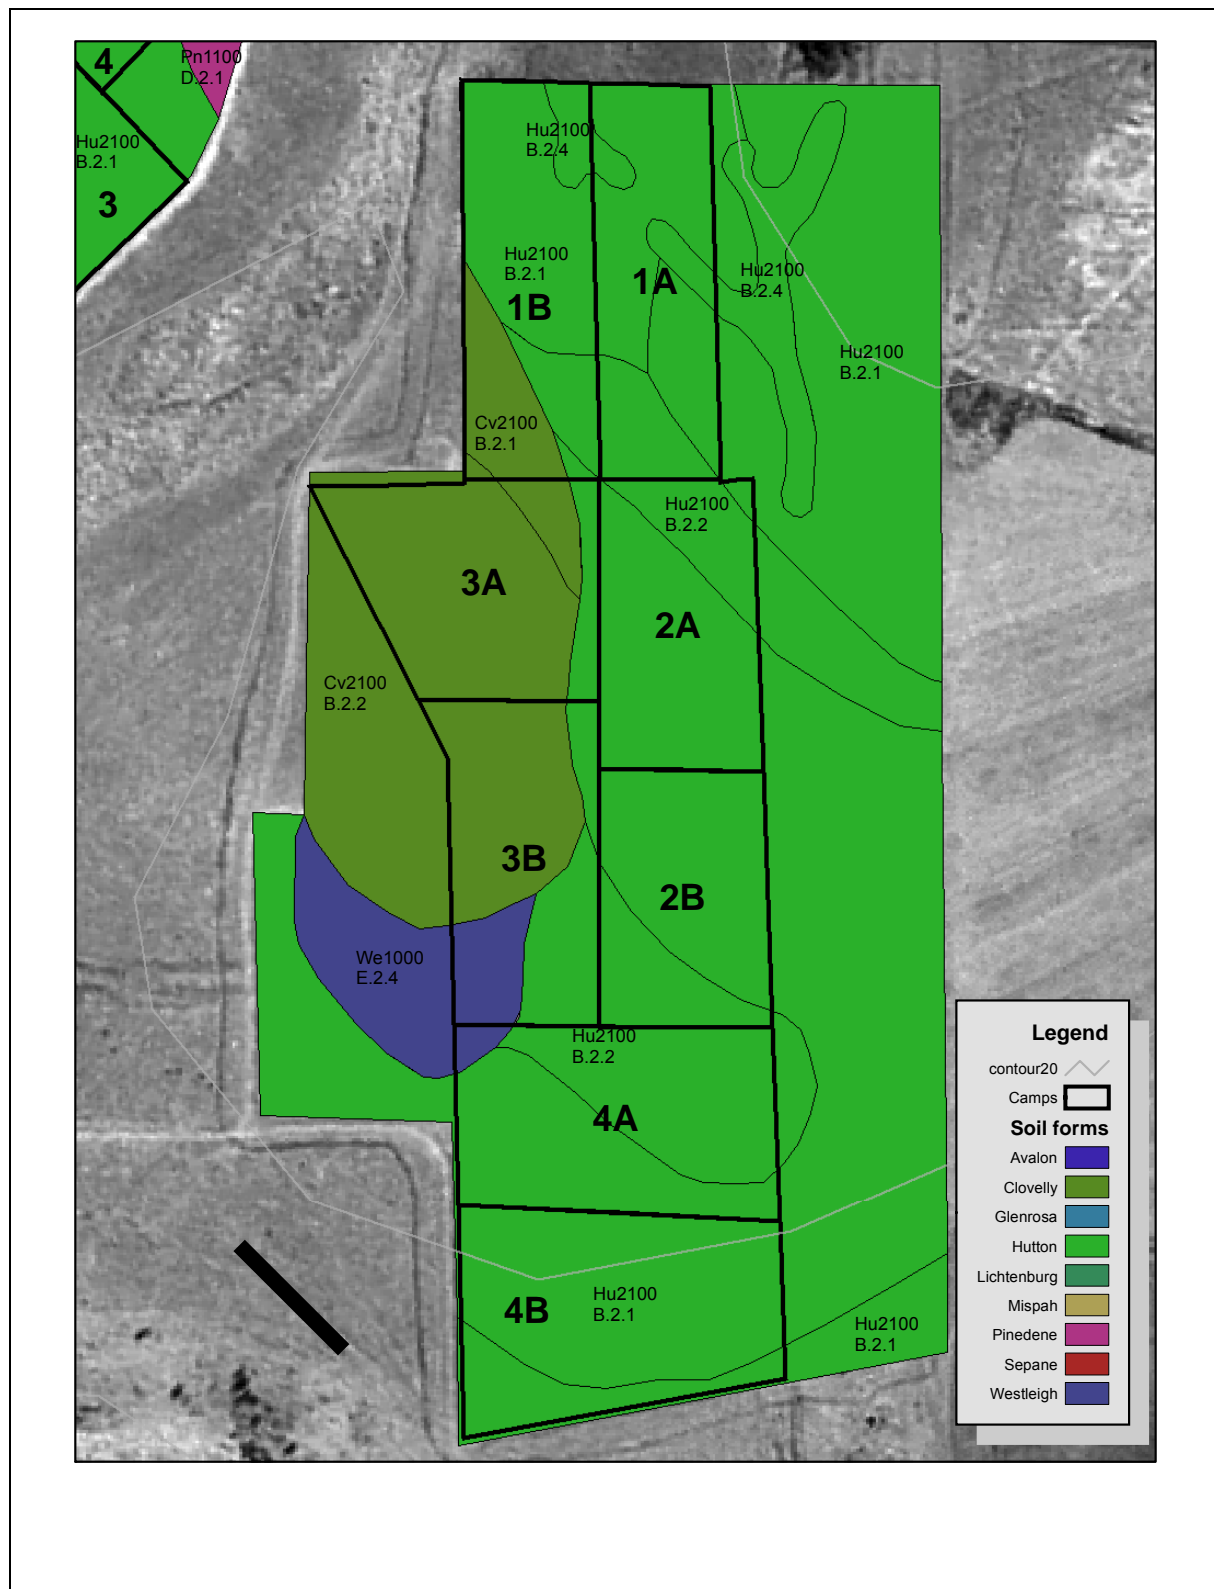 4
Pn1100
D.2.1
Hu2100
B.2.1
3
Hu2100
B.2.4
Hu2100
B.2.1
1B
1A
Hu2100
B.2.4
Hu2100
B.2.1
Cv2100
B.2.1
Hu2100
B.2.2
3A
2A
Cv2100
B.2.2
3B
2B
We1000
E.2.4
Hu2100
B.2.2
4A
4B
Hu2100
B.2.1
Hu2100
B.2.1
Legend
contour20
Camps
Soil forms
Avalon
Clovelly
Glenrosa
Hutton
Lichtenburg
Mispah
Pinedene
Sepane
Westleigh